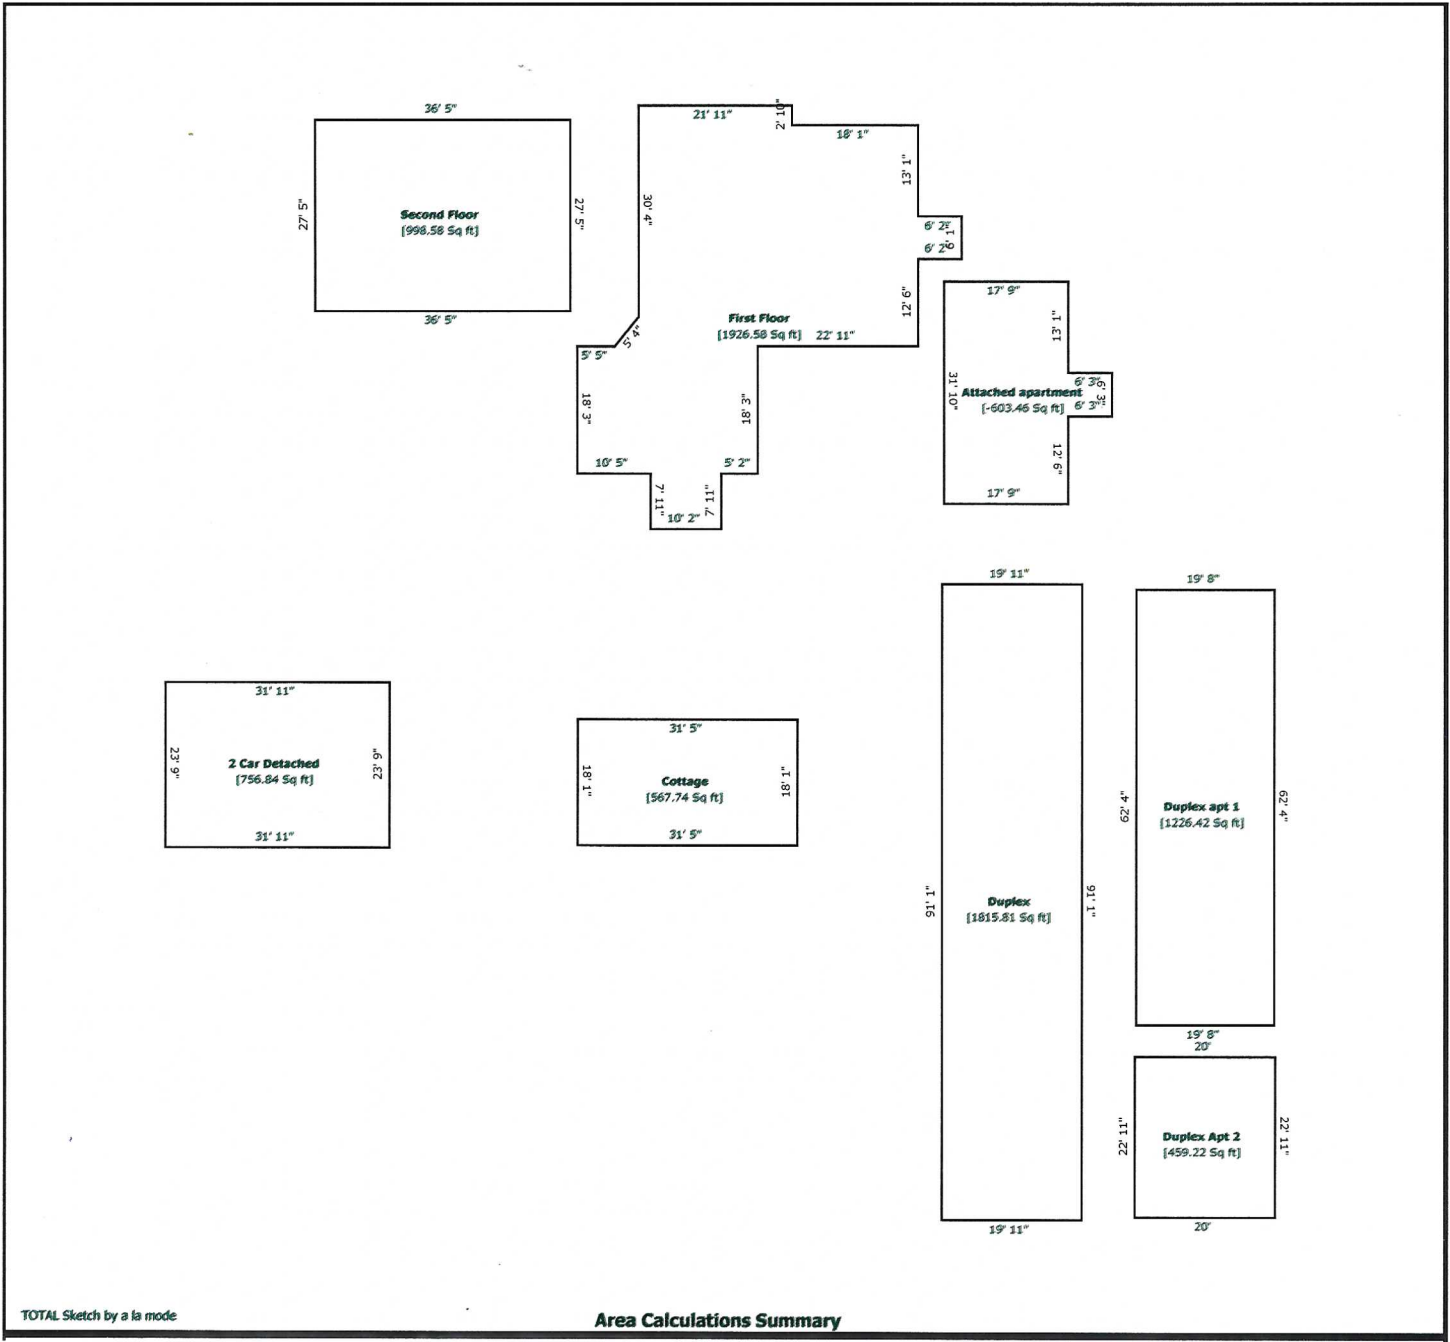 36' 5"
27' 5"
Second Floor
[998.58 Sq ft]
27' 5"
36' 5"
21' 11"
2' 10"
18' 1"
13' 1"
30' 4"
6' 2"
6' 1"
6' 2"
12' 6"
First Floor
[1926.58 Sq ft]
22' 11"
5' 4"
5' 5"
18' 3"
18' 3"
10' 5"
5' 2"
7' 11"
7' 11"
10' 2"
17' 9"
13' 1"
31' 10"
Attached apartment
[-603.46 Sq ft]
6' 3"
6' 3"
6' 3"
12' 6"
17' 9"
31' 11"
23' 9"
2 Car Detached
[756.84 Sq ft]
23' 9"
31' 11"
31' 5"
18' 1"
Cottage
[567.74 Sq ft]
18' 1"
31' 5"
19' 11"
91' 1"
Duplex
[1815.81 Sq ft]
91' 1"
19' 11"
19' 8"
62' 4"
Duplex apt 1
[1226.42 Sq ft]
62' 4"
19' 8"
20'
22' 11"
Duplex Apt 2
[459.22 Sq ft]
22' 11"
20'
TOTAL Sketch by a la mode
Area Calculations Summary